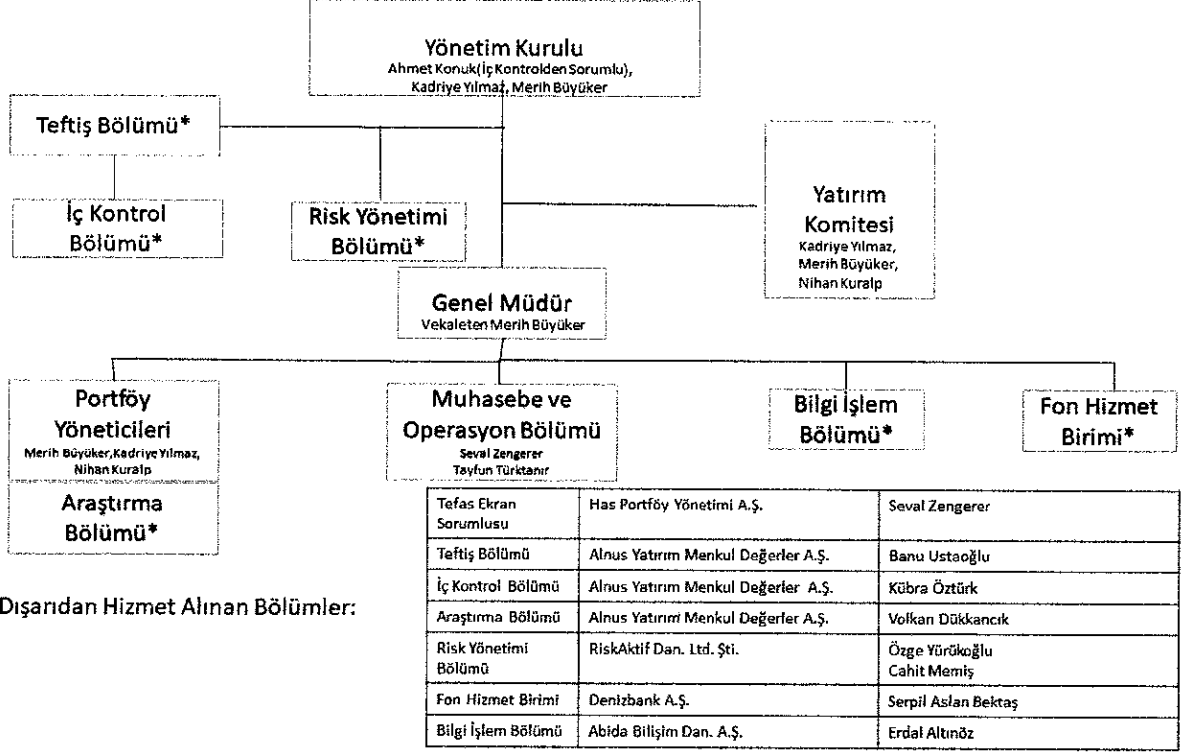 Yönetim Kurulu
Ahmet Konuk(İç Kontrolden Sorumlu),
Kadriye Yılmaz, Merih Büyüker
Teftiş Bölümü*
İç Kontrol
Bölümü*
Risk Yönetimi
Bölümü*
Yatırım
Komitesi
Kadriye Yılmaz,
Merih Büyüker,
Nihan Kuralp
Genel Müdür
Vekaleten Merih Büyüker
Portföy
Yöneticileri
Merih Büyüker,Kadriye Yılmaz,
Nihan Kuralp
Araştırma
Bölümü*
Muhasebe ve
Operasyon Bölümü
Seval Zengerer
Tayfun Türktanır
Bilgi İşlem
Bölümü*
Fon Hizmet
Birimi*
Dışarıdan Hizmet Alınan Bölümler:
Tefas Ekran Has Portföy Yönetimi A.Ş. Seval Zengerer
Sorumlusu
Teftiş Bölümü Alnus Yatırım Menkul Değerler A.Ş. Banu Ustaoğlu
İç Kontrol Bölümü Alnus Yatırım Menkul Değerler A.Ş. Kübra Öztürk
Araştırma Bölümü Alnus Yatırım Menkul Değerler A.Ş. Volkan Dükkancık
Risk Yönetimi RiskAktif Dan. Ltd. Şti. Özge Yürükoğlu
Bölümü Cahit Memiş
Fon Hizmet Birimi Denizbank A.Ş. Serpil Aslan Bektaş
Bilgi İşlem Bölümü Abida Bilişim Dan. A.Ş. Erdal Altınöz